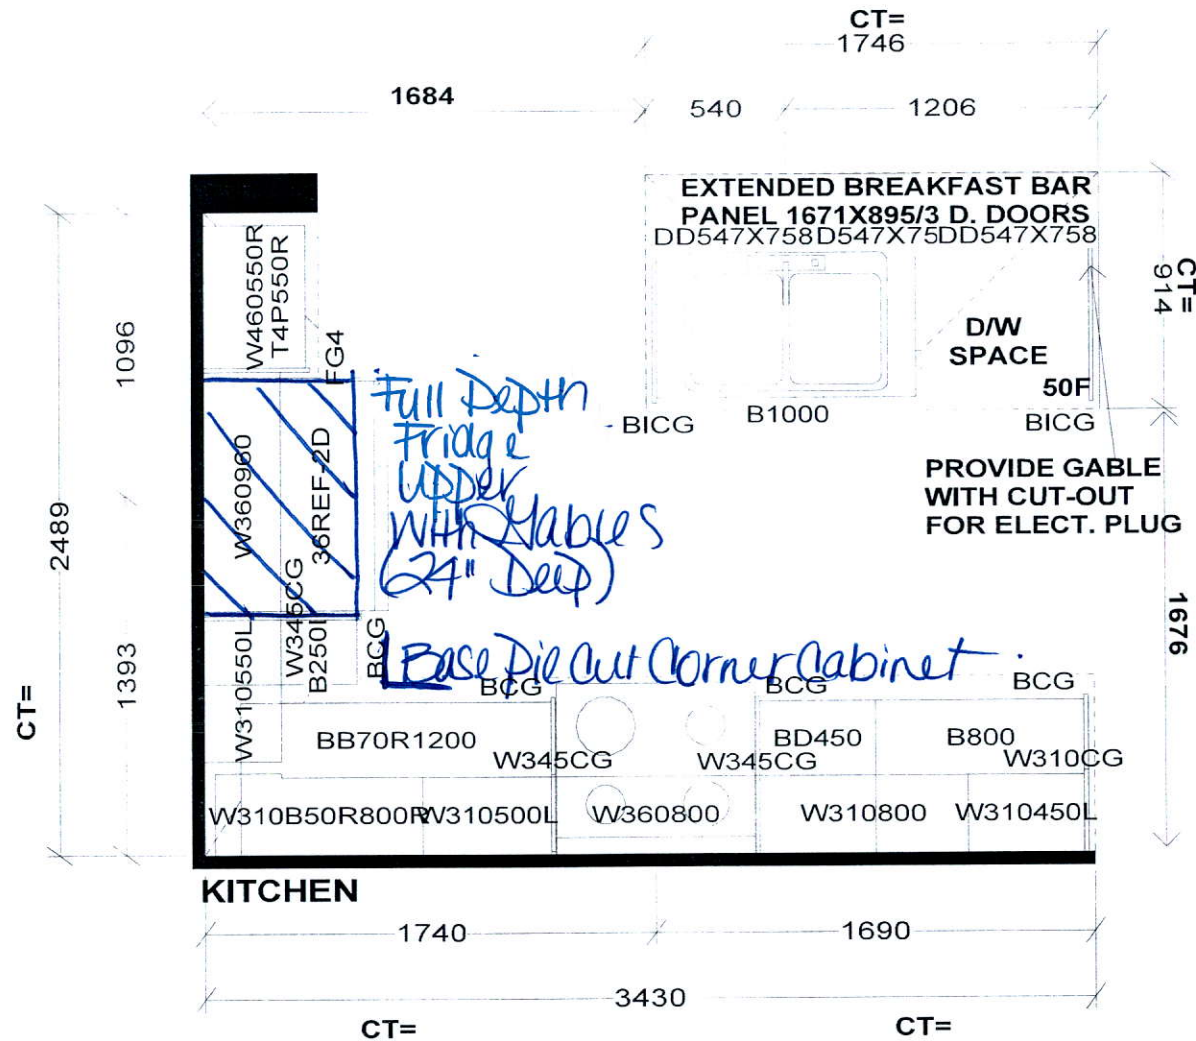 CT=
1746
1684
540
1206
EXTENDED BREAKFAST BAR
PANEL 1671X895/3 D. DOORS
DD547X758D547X75DD547X758
CT=
914
W460550R
T4P550R
FG4
D/W
SPACE
50F
BICG
B1000
BICG
PROVIDE GABLE
WITH CUT-OUT
FOR ELECT. PLUG
1096
2489
1393
CT=
1676
W360960
36REF-2D
Full Depth
Fridge
Upper
With Gables
(24" Deep)
W345CG
W310550L
BCG
Base Pie Cut Corner Cabinet
BCG
BCG
BCG
BB70R1200
W345CG
W345CG
BD450
B800
W310CG
W310B50R800R
W310500L
W360800
W310800
W310450L
KITCHEN
1740
1690
3430
CT=
CT=